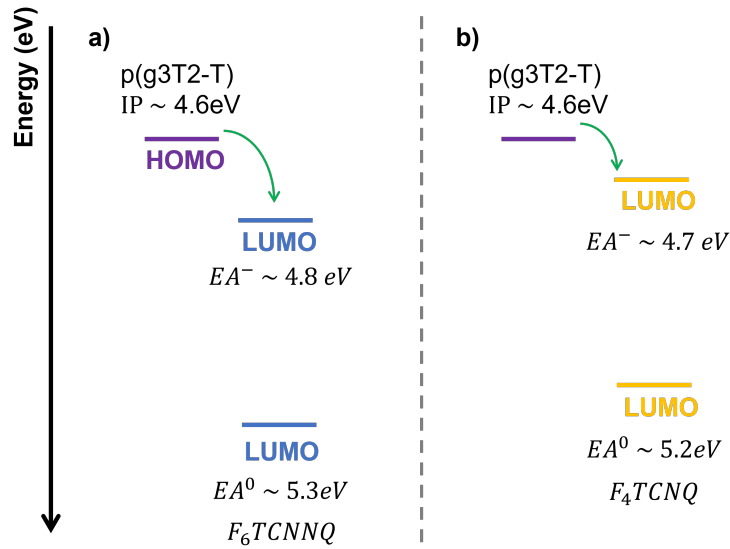 Energy (eV)
a)
p(g3T2-T)
IP ~ 4.6eV
HOMO
LUMO
EA⁻ ~ 4.8 eV
LUMO
EA⁰ ~ 5.3eV
F₆TCNNQ
b)
p(g3T2-T)
IP ~ 4.6eV
LUMO
EA⁻ ~ 4.7 eV
LUMO
EA⁰ ~ 5.2eV
F₄TCNQ